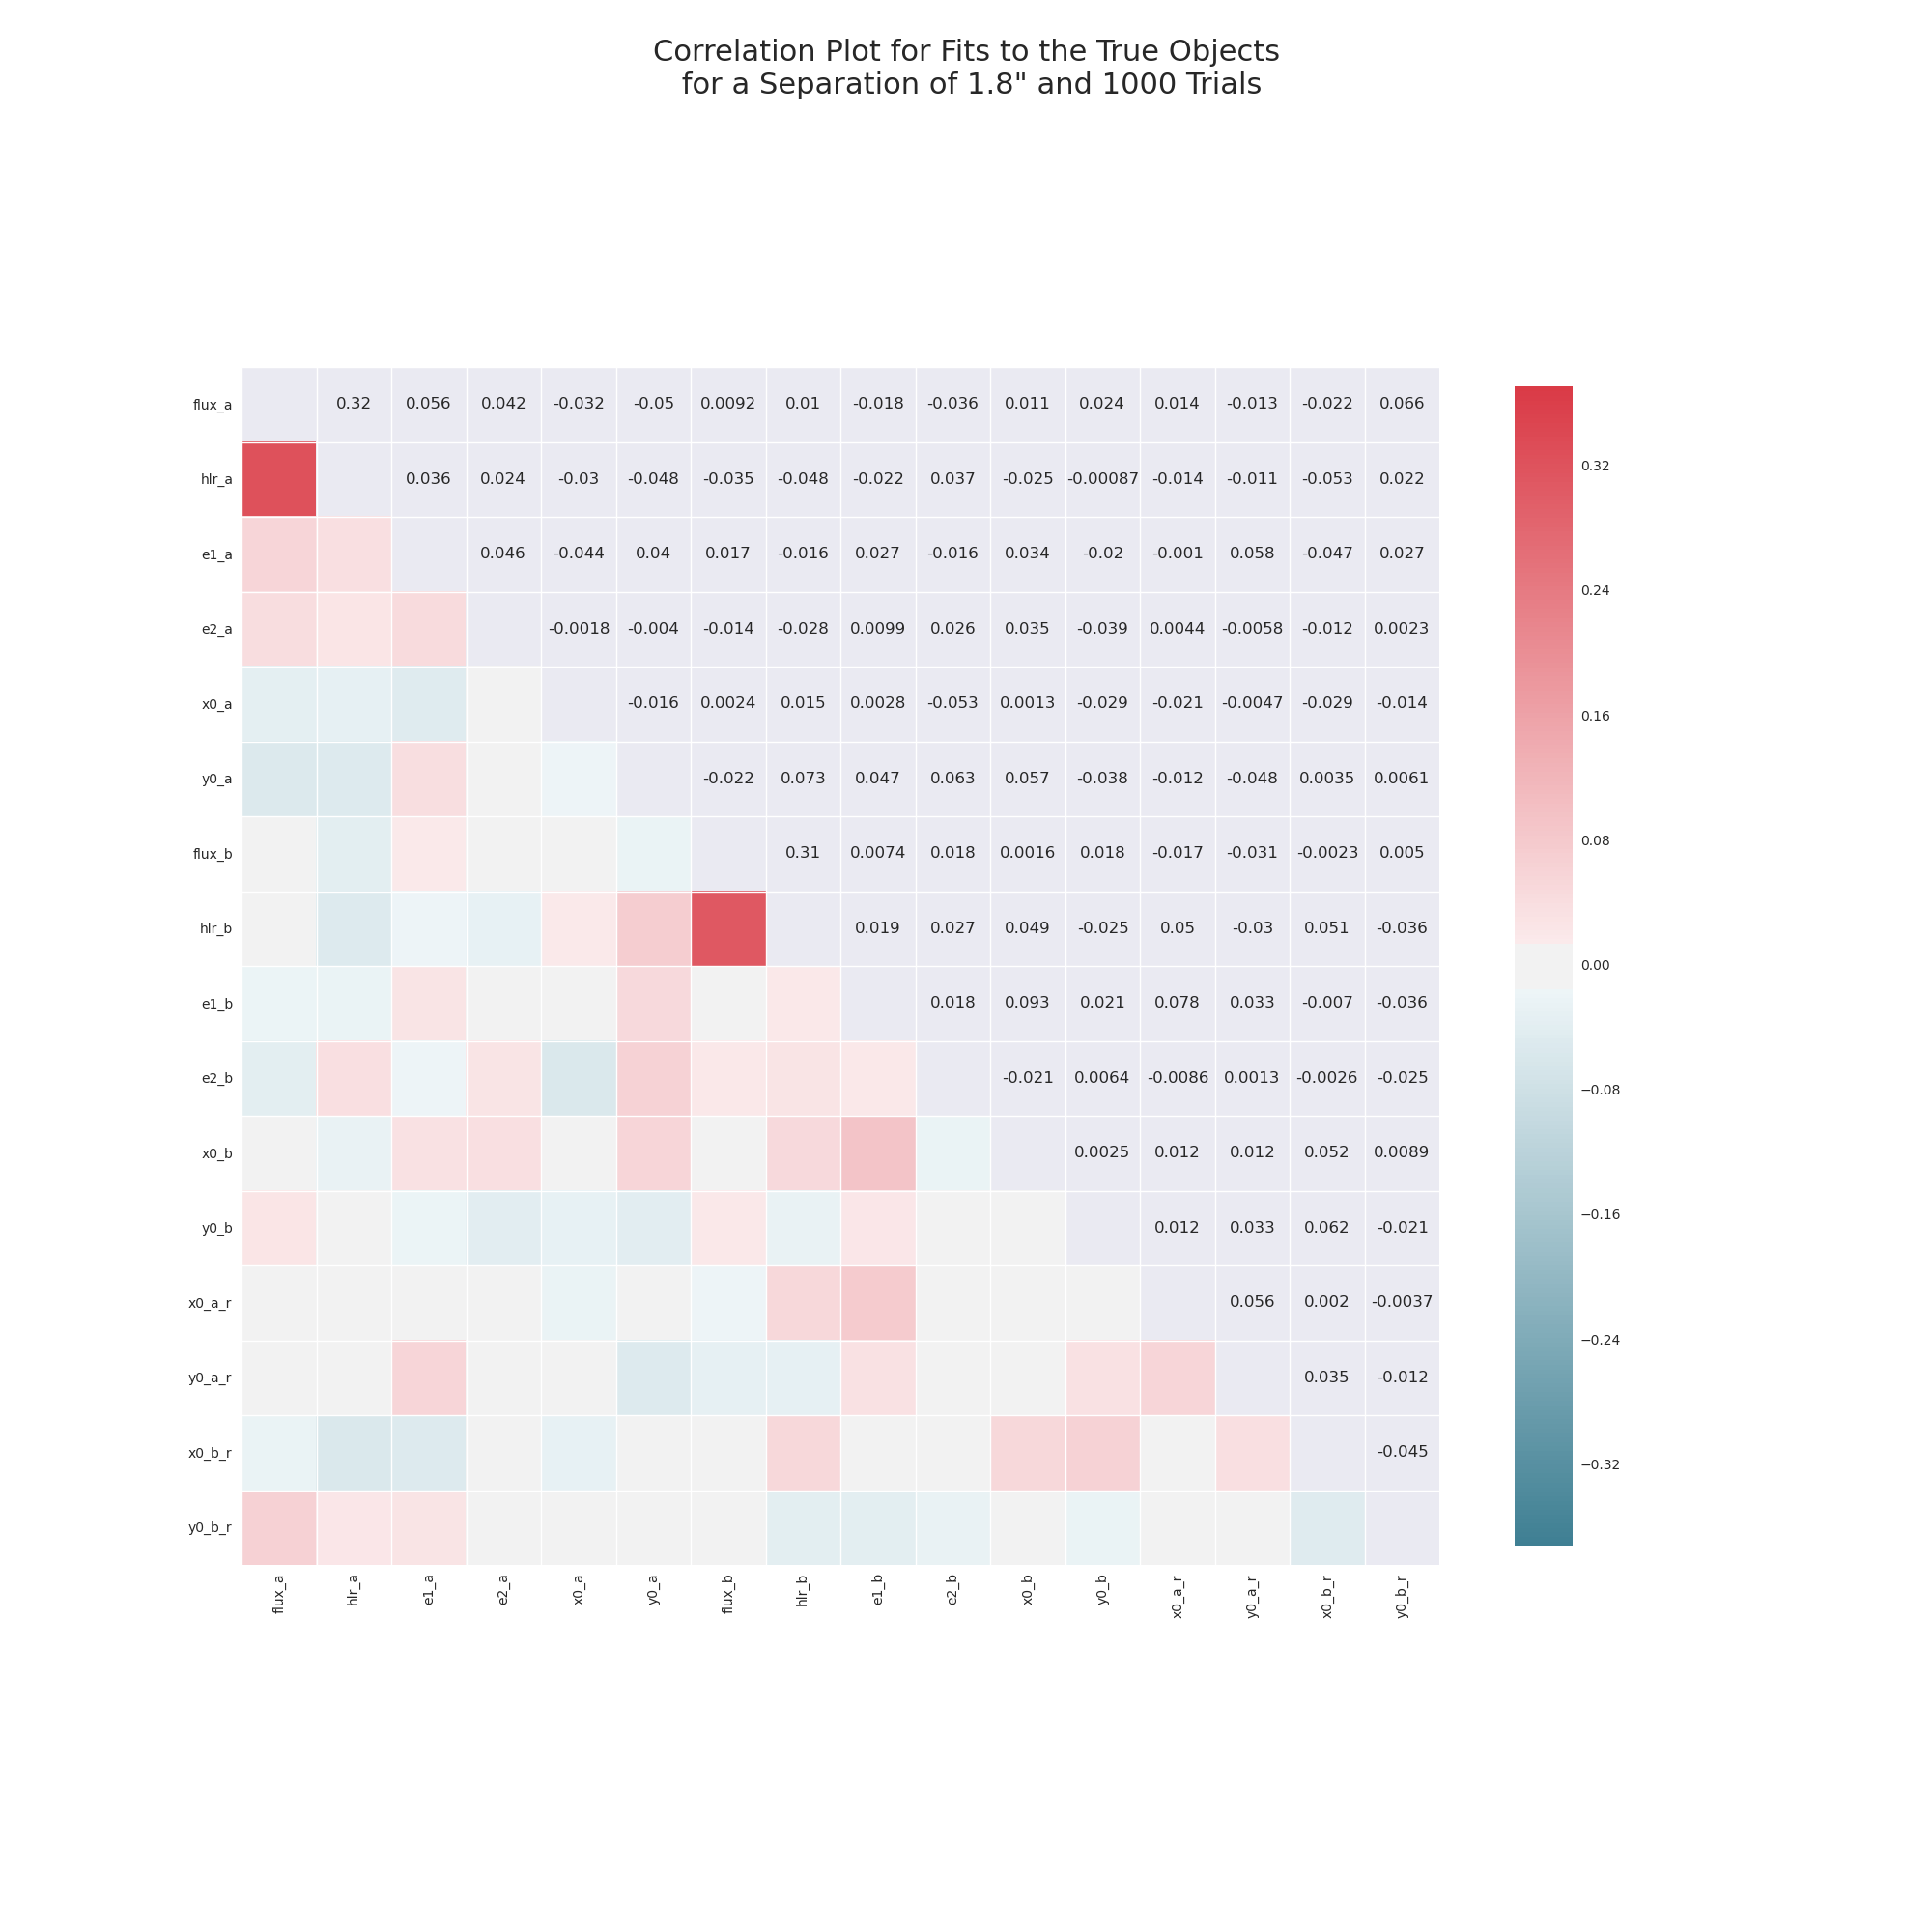 Correlation Plot for Fits to the True Objects
for a Separation of 1.8" and 1000 Trials
flux_a 0.32 0.056 0.042 -0.032 -0.05 0.0092 0.01 -0.018 -0.036 0.011 0.024 0.014 -0.013 -0.022 0.066
hlr_a 0.036 0.024 -0.03 -0.048 -0.035 -0.048 -0.022 0.037 -0.025 -0.00087 -0.014 -0.011 -0.053 0.022
e1_a 0.046 -0.044 0.04 0.017 -0.016 0.027 -0.016 0.034 -0.02 -0.001 0.058 -0.047 0.027
e2_a -0.0018 -0.004 -0.014 -0.028 0.0099 0.026 0.035 -0.039 0.0044 -0.0058 -0.012 0.0023
x0_a -0.016 0.0024 0.015 0.0028 -0.053 0.0013 -0.029 -0.021 -0.0047 -0.029 -0.014
y0_a -0.022 0.073 0.047 0.063 0.057 -0.038 -0.012 -0.048 0.0035 0.0061
flux_b 0.31 0.0074 0.018 0.0016 0.018 -0.017 -0.031 -0.0023 0.005
hlr_b 0.019 0.027 0.049 -0.025 0.05 -0.03 0.051 -0.036
e1_b 0.018 0.093 0.021 0.078 0.033 -0.007 -0.036
e2_b -0.021 0.0064 -0.0086 0.0013 -0.0026 -0.025
x0_b 0.0025 0.012 0.012 0.052 0.0089
y0_b 0.012 0.033 0.062 -0.021
x0_a_r 0.056 0.002 -0.0037
y0_a_r 0.035 -0.012
x0_b_r -0.045
y0_b_r
flux_a hlr_a e1_a e2_a x0_a y0_a flux_b hlr_b e1_b e2_b x0_b y0_b x0_a_r y0_a_r x0_b_r y0_b_r
0.32
0.24
0.16
0.08
0.00
−0.08
−0.16
−0.24
−0.32